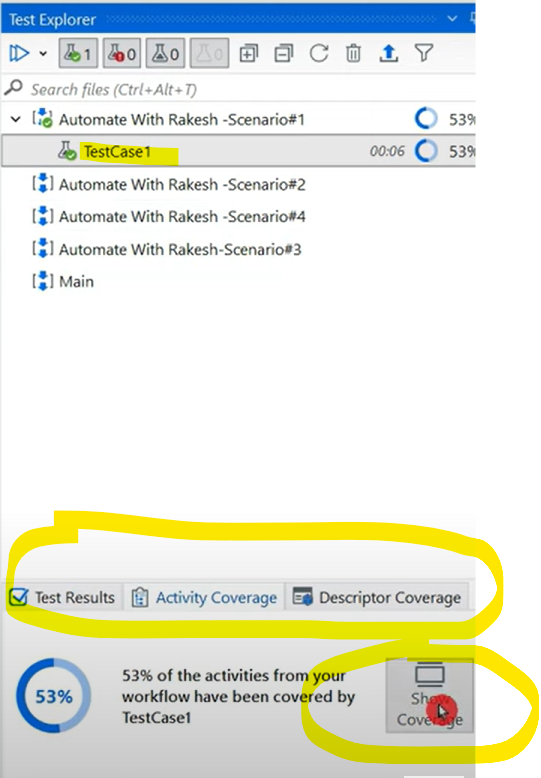 Test Explorer
1 0 0 0
Search files (Ctrl+Alt+T)
Automate With Rakesh -Scenario#1 53%
TestCase1 00:06 53%
Automate With Rakesh -Scenario#2
Automate With Rakesh -Scenario#4
Automate With Rakesh-Scenario#3
Main
Test Results Activity Coverage Descriptor Coverage
53%
53% of the activities from your
workflow have been covered by
TestCase1
Show
Coverage